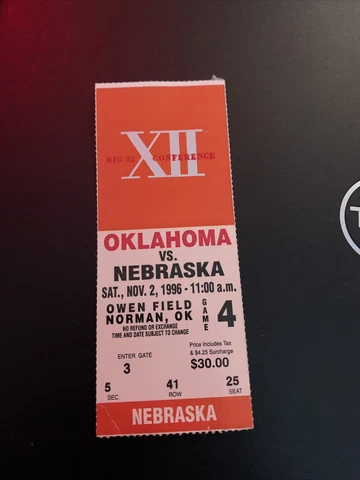 XII
BIG 12 CONFERENCE
OKLAHOMA
VS.
NEBRASKA
SAT., NOV. 2, 1996 - 11:00 a.m.
OWEN FIELD
NORMAN, OK
NO REFUND OR EXCHANGE
TIME AND DATE SUBJECT TO CHANGE
GAME
4
ENTER GATE
3
Price Includes Tax
& $4.25 Surcharge
$30.00
5 41 25
SEC. ROW SEAT
NEBRASKA